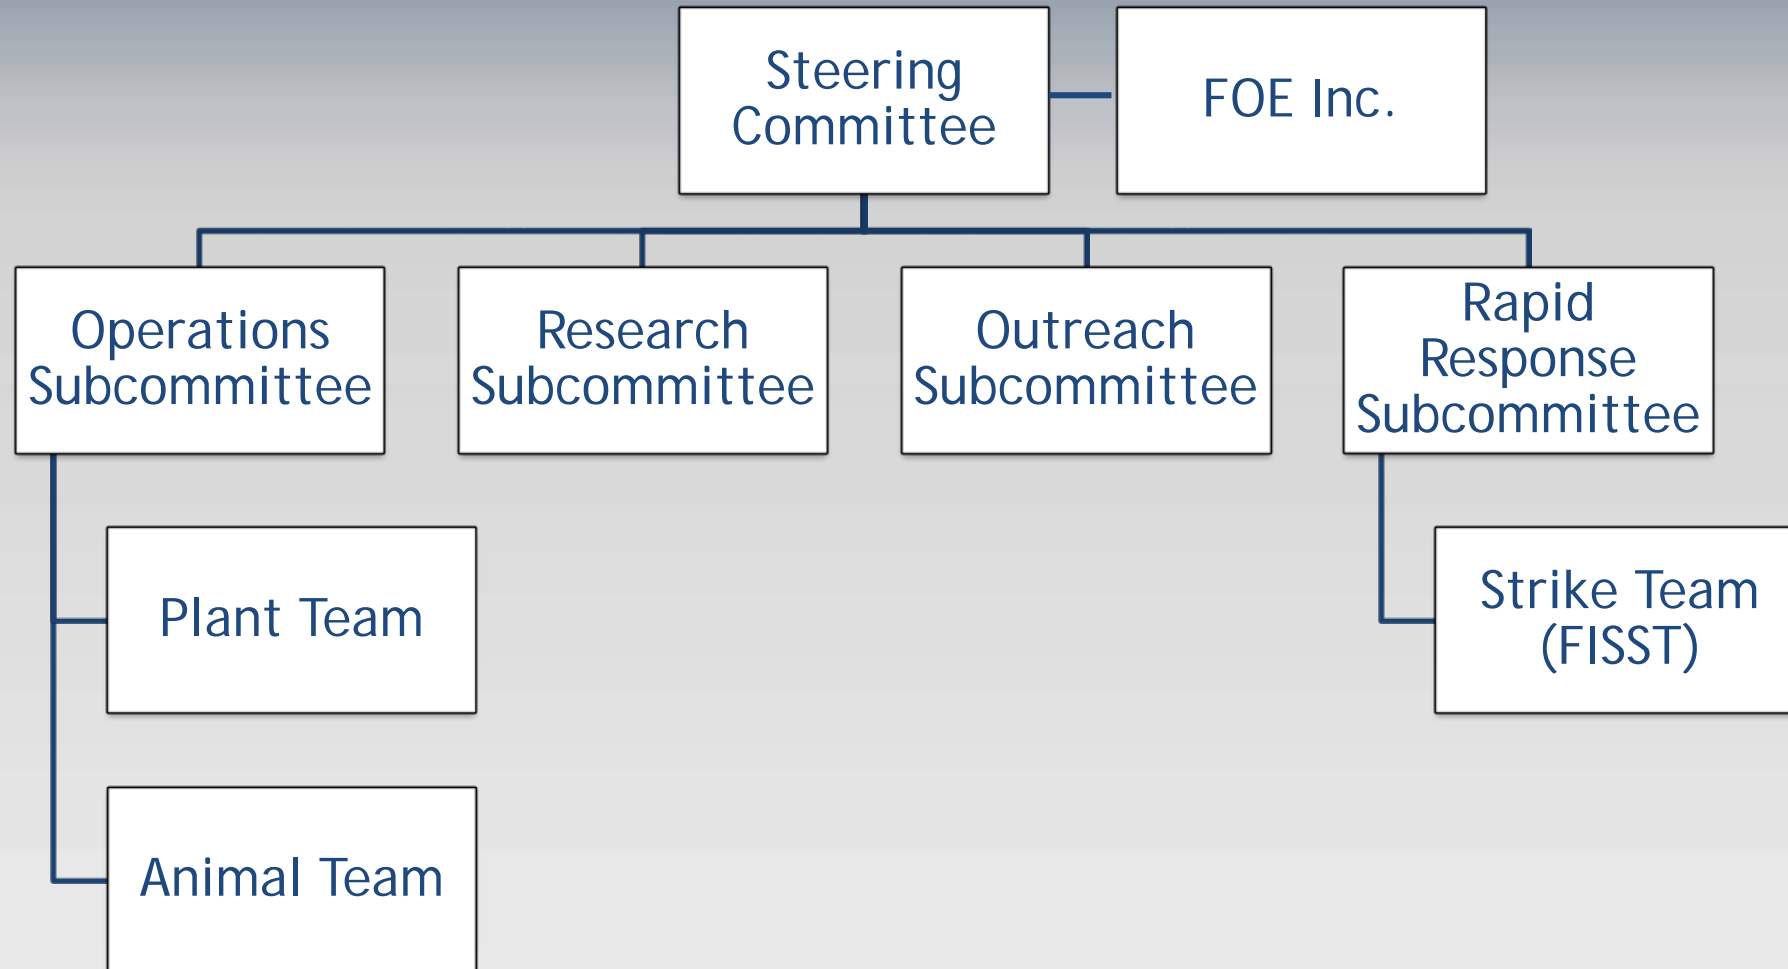 Steering
Committee
FOE Inc.
Operations
Subcommittee
Research
Subcommittee
Outreach
Subcommittee
Rapid
Response
Subcommittee
Plant Team
Strike Team
(FISST)
Animal Team